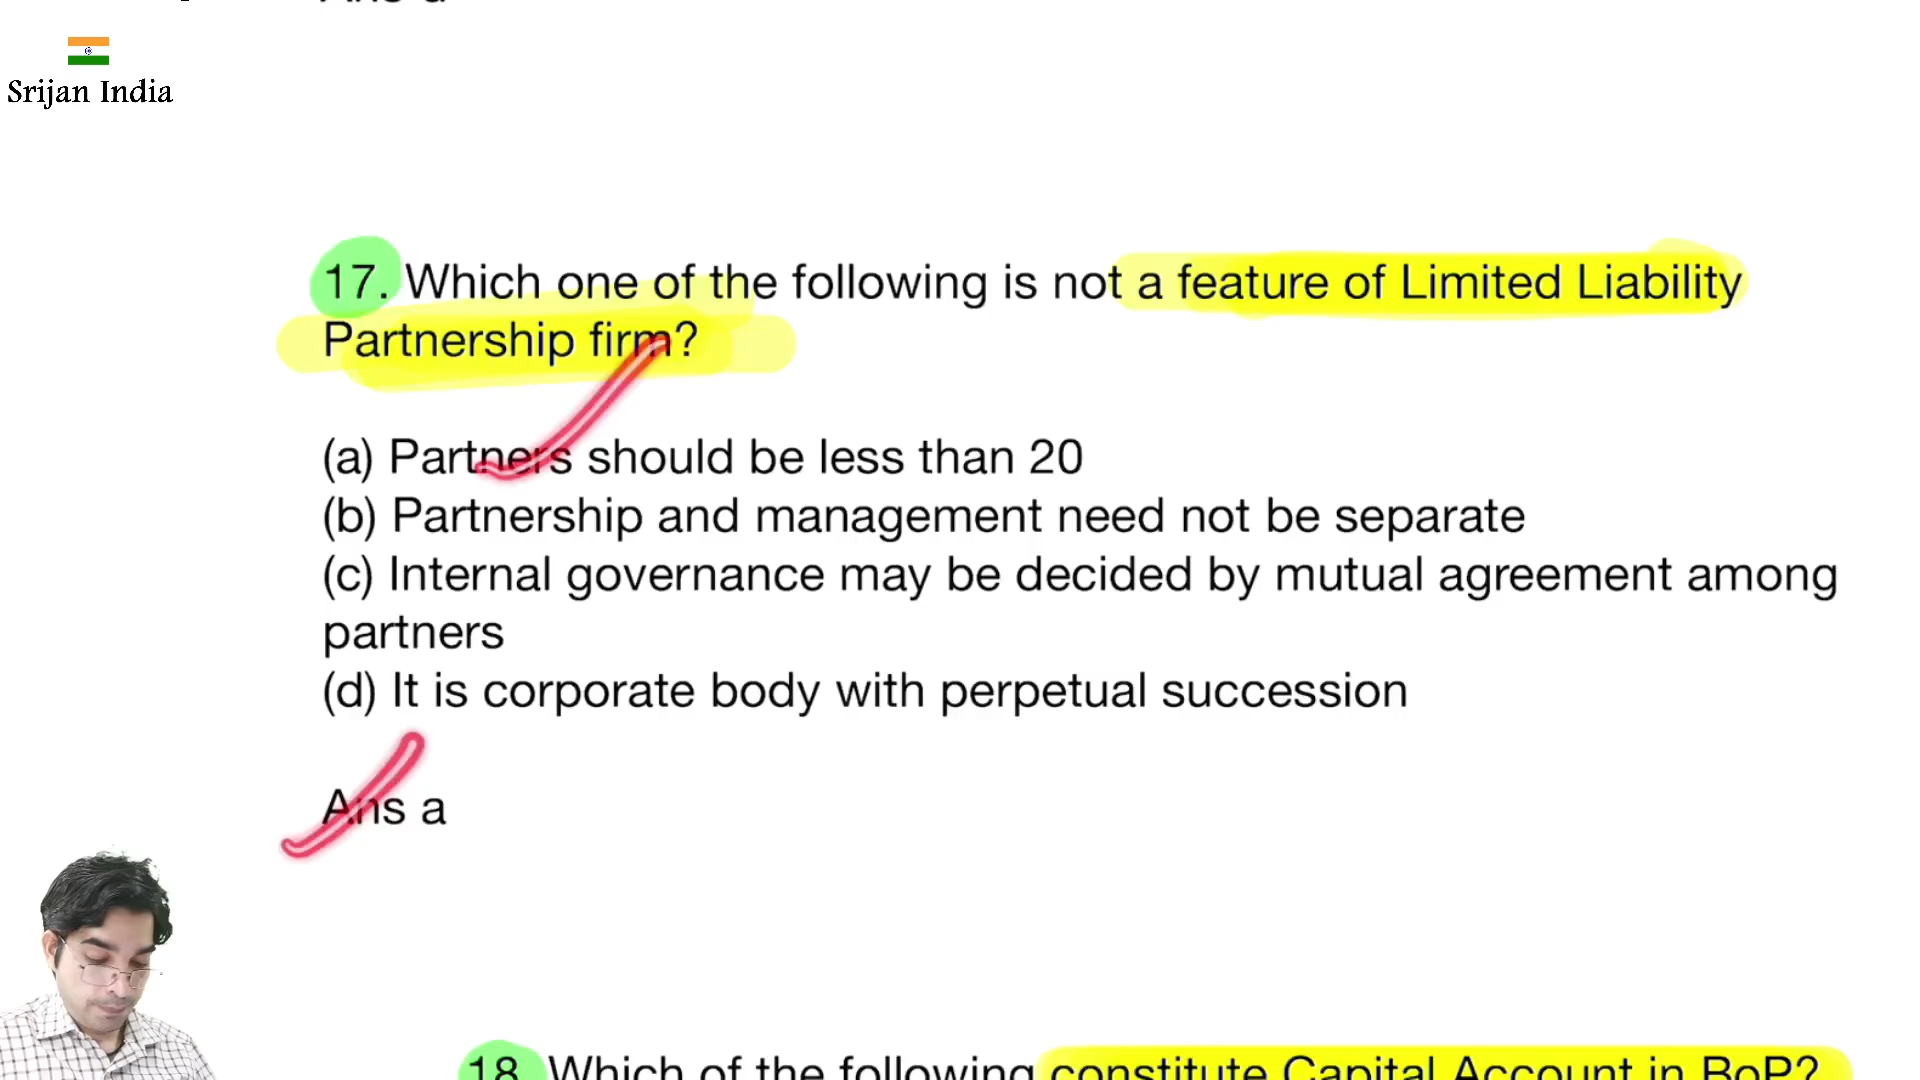 Srijan India
17. Which one of the following is not a feature of Limited Liability
Partnership firm?
(a) Partners should be less than 20
(b) Partnership and management need not be separate
(c) Internal governance may be decided by mutual agreement among
partners
(d) It is corporate body with perpetual succession
Ans a
18. Which of the following constitute Capital Account in BoP?